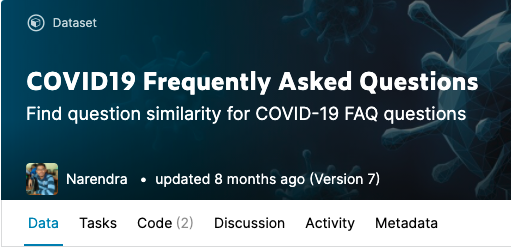 Dataset
COVID19 Frequently Asked Questions
Find question similarity for COVID-19 FAQ questions
Narendra • updated 8 months ago (Version 7)
Data Tasks Code (2) Discussion Activity Metadata